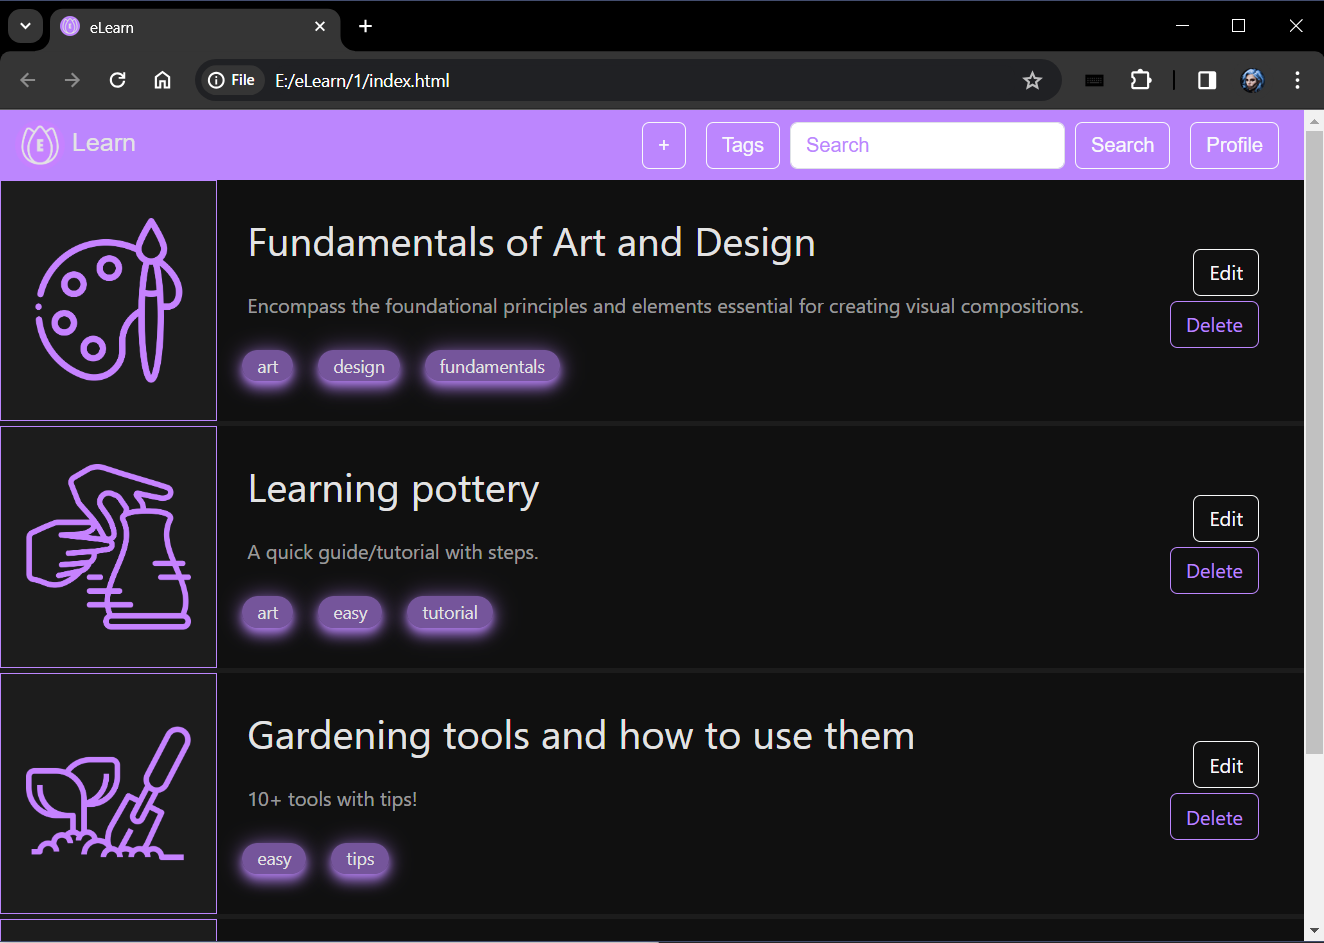 eLearn
File E:/eLearn/1/index.html
E Learn + Tags Search Search Profile
Fundamentals of Art and Design
Encompass the foundational principles and elements essential for creating visual compositions.
art design fundamentals
Edit
Delete
Learning pottery
A quick guide/tutorial with steps.
art easy tutorial
Edit
Delete
Gardening tools and how to use them
10+ tools with tips!
easy tips
Edit
Delete